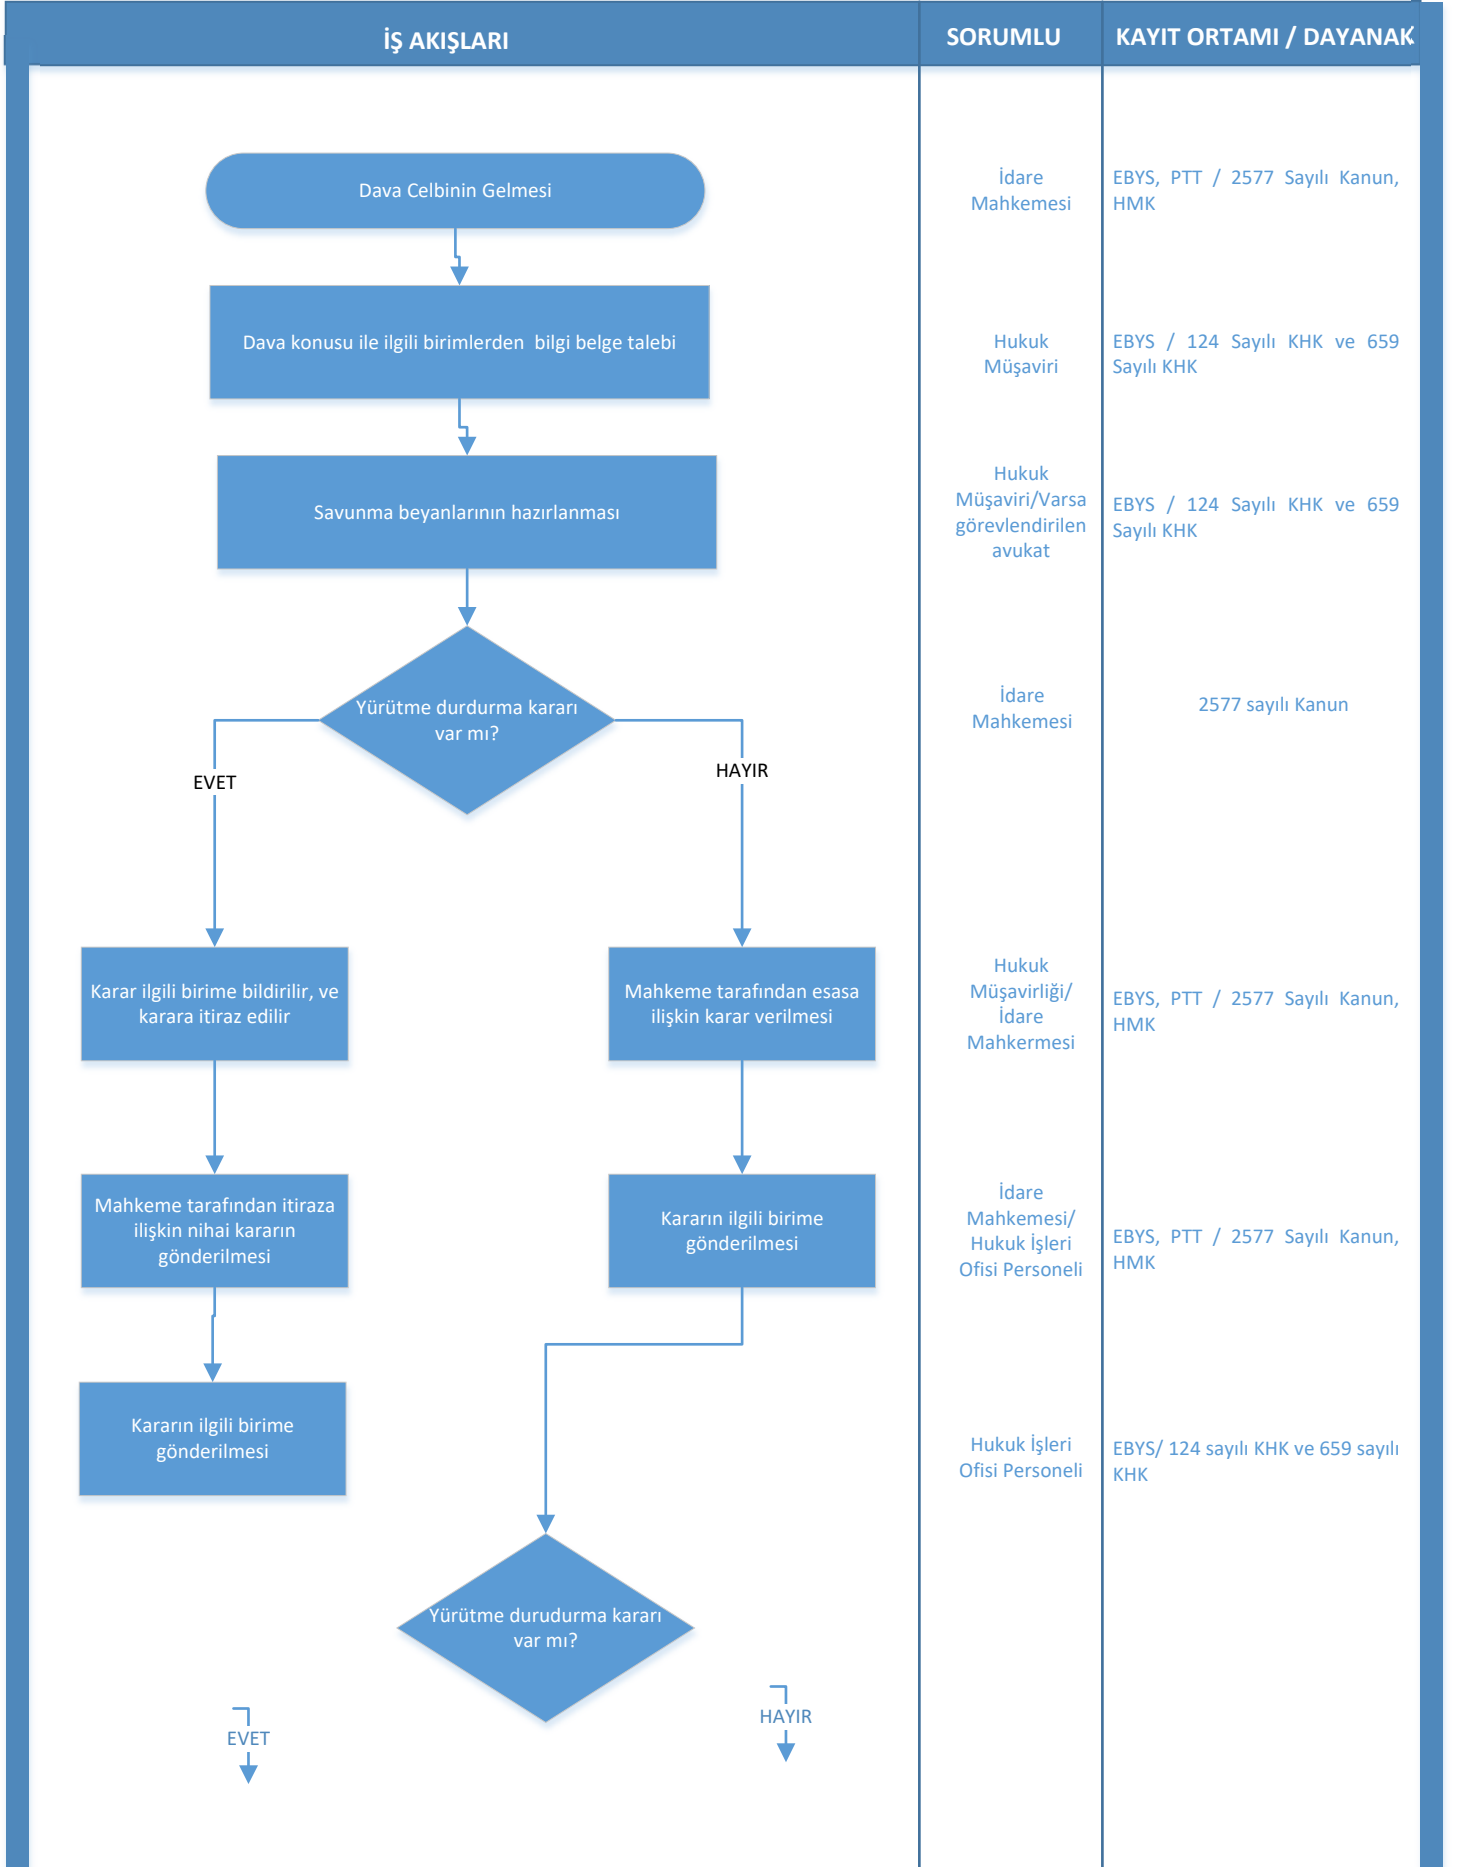 İŞ AKIŞLARI
SORUMLU
KAYIT ORTAMI / DAYANAK
Dava Celbinin Gelmesi
İdare
Mahkemesi
EBYS, PTT / 2577 Sayılı Kanun,
HMK
Dava konusu ile ilgili birimlerden bilgi belge talebi
Hukuk
Müşaviri
EBYS / 124 Sayılı KHK ve 659
Sayılı KHK
Savunma beyanlarının hazırlanması
Hukuk
Müşaviri/Varsa
görevlendirilen
avukat
EBYS / 124 Sayılı KHK ve 659
Sayılı KHK
Yürütme durdurma kararı
var mı?
İdare
Mahkemesi
2577 sayılı Kanun
EVET
HAYIR
Karar ilgili birime bildirilir, ve
karara itiraz edilir
Mahkeme tarafından esasa
ilişkin karar verilmesi
Hukuk
Müşavirliği/
İdare
Mahkermesi
EBYS, PTT / 2577 Sayılı Kanun,
HMK
Mahkeme tarafından itiraza
ilişkin nihai kararın
gönderilmesi
Kararın ilgili birime
gönderilmesi
İdare
Mahkemesi/
Hukuk İşleri
Ofisi Personeli
EBYS, PTT / 2577 Sayılı Kanun,
HMK
Kararın ilgili birime
gönderilmesi
Hukuk İşleri
Ofisi Personeli
EBYS/ 124 sayılı KHK ve 659 sayılı
KHK
Yürütme durudurma kararı
var mı?
EVET
HAYIR